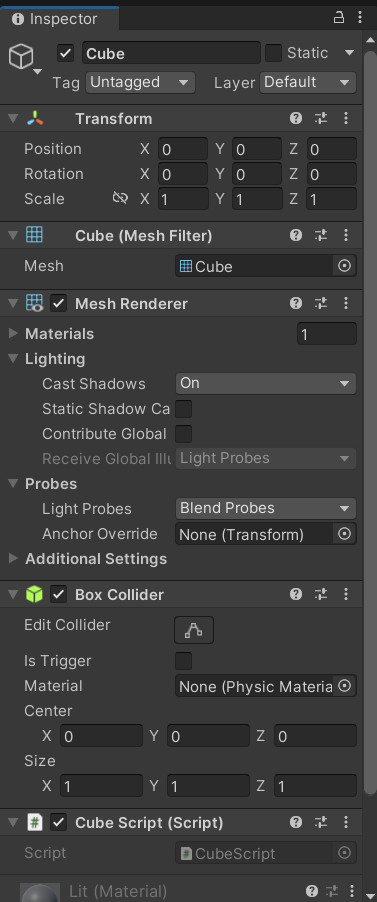 Inspector
Cube Static
Tag Untagged Layer Default
Transform
Position X 0 Y 0 Z 0
Rotation X 0 Y 0 Z 0
Scale X 1 Y 1 Z 1
Cube (Mesh Filter)
Mesh Cube
Mesh Renderer
Materials 1
Lighting
Cast Shadows On
Static Shadow Ca
Contribute Global
Receive Global Illu Light Probes
Probes
Light Probes Blend Probes
Anchor Override None (Transform)
Additional Settings
Box Collider
Edit Collider
Is Trigger
Material None (Physic Materia
Center
X 0 Y 0 Z 0
Size
X 1 Y 1 Z 1
# Cube Script (Script)
Script # CubeScript
Lit (Material)